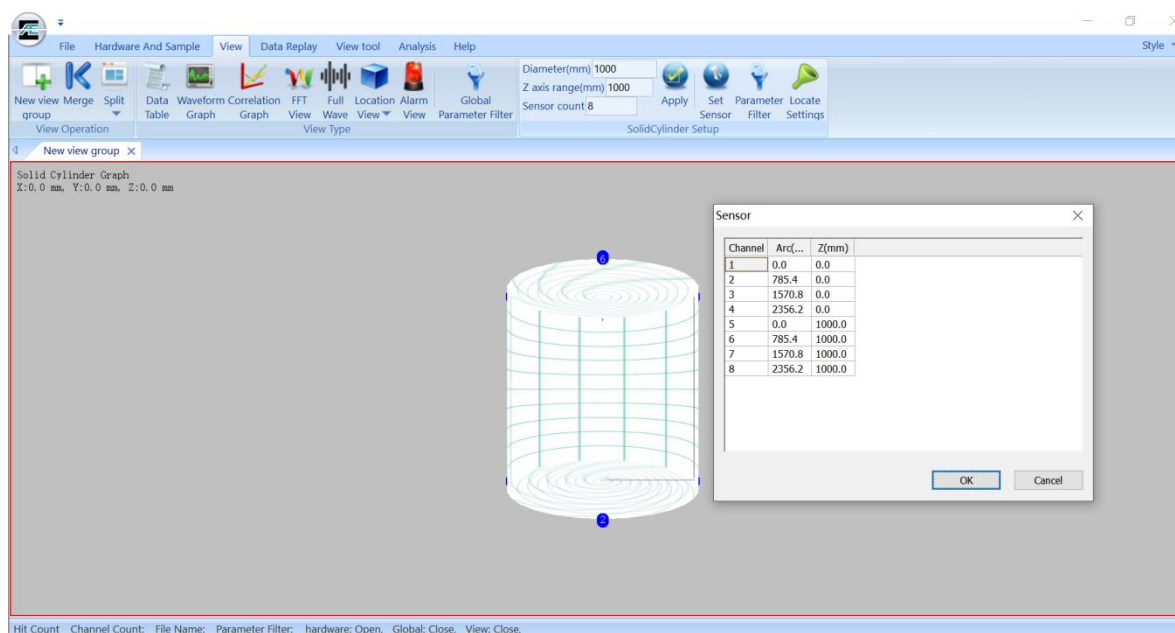 File Hardware And Sample View Data Replay View tool Analysis Help Style
New view group Merge Split
View Operation
Data Table Waveform Graph Correlation Graph FFT View Full Wave Location View Alarm View Global Parameter Filter
View Type
Diameter(mm) 1000
Z axis range(mm) 1000
Sensor count 8
Apply Set Sensor Parameter Filter Locate Settings
SolidCylinder Setup
New view group
Solid Cylinder Graph
X:0.0 mm, Y:0.0 mm, Z:0.0 mm
6
2
Sensor
Channel Arc(... Z(mm)
1 0.0 0.0
2 785.4 0.0
3 1570.8 0.0
4 2356.2 0.0
5 0.0 1000.0
6 785.4 1000.0
7 1570.8 1000.0
8 2356.2 1000.0
OK Cancel
Hit Count Channel Count: File Name: Parameter Filter: hardware: Open, Global: Close, View: Close,